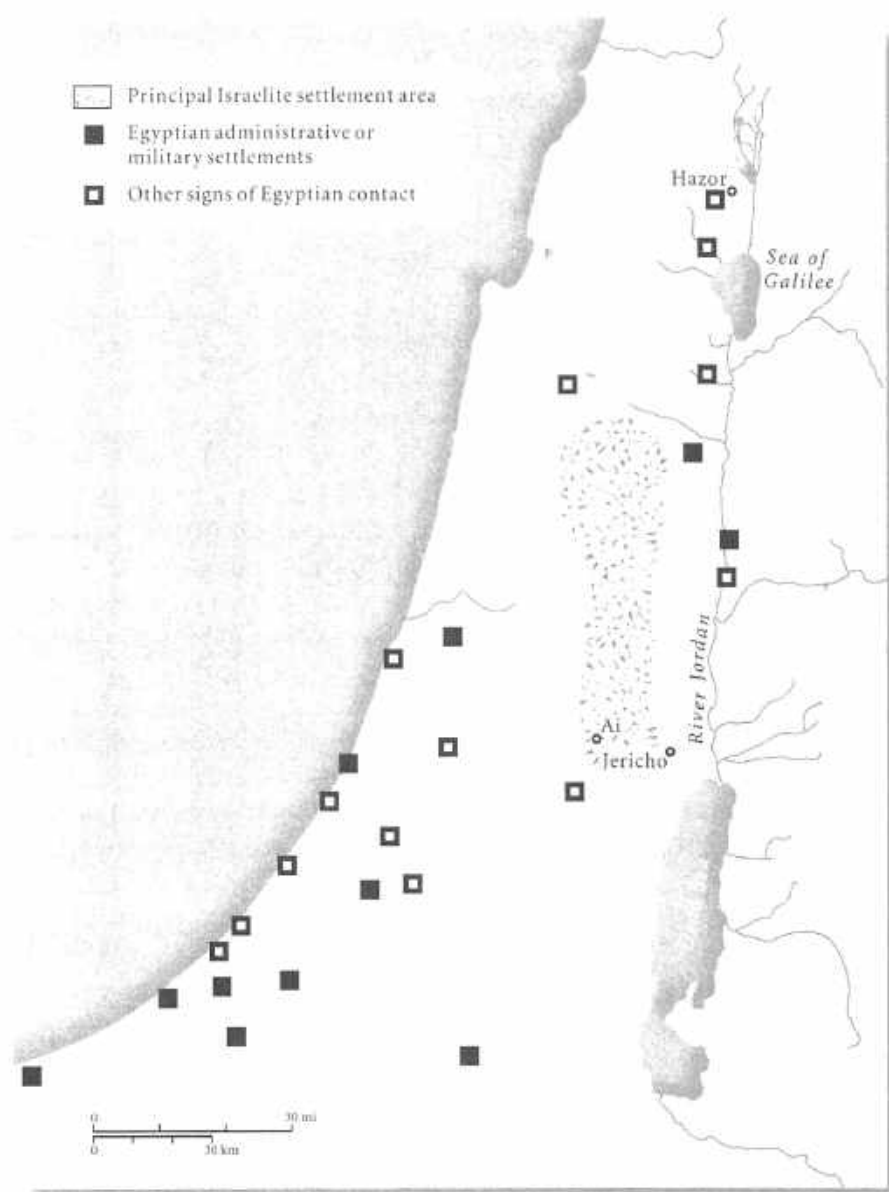 Principal Israelite settlement area
Egyptian administrative or
military settlements
Other signs of Egyptian contact
Hazor
Sea of
Galilee
River Jordan
Ai
Jericho
0 30 mi
0 30 km